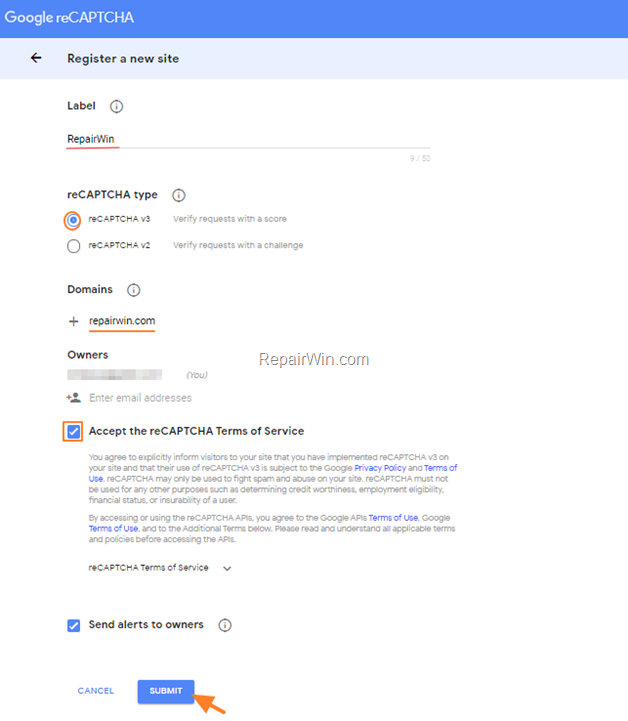 Google reCAPTCHA
Register a new site
Label
RepairWin
9 / 50
reCAPTCHA type
reCAPTCHA v3 Verify requests with a score
reCAPTCHA v2 Verify requests with a challenge
Domains
repairwin.com
Owners
(You)
RepairWin.com
Enter email addresses
Accept the reCAPTCHA Terms of Service
You agree to explicitly inform visitors to your site that you have implemented reCAPTCHA v3 on
your site and that their use of reCAPTCHA v3 is subject to the Google Privacy Policy and Terms of
Use. reCAPTCHA may only be used to fight spam and abuse on your site. reCAPTCHA must not
be used for any other purposes such as determining credit worthiness, employment eligibility,
financial status, or insurability of a user.
By accessing or using the reCAPTCHA APIs, you agree to the Google APIs Terms of Use, Google
Terms of Use, and to the Additional Terms below. Please read and understand all applicable terms
and policies before accessing the APIs.
reCAPTCHA Terms of Service
Send alerts to owners
CANCEL SUBMIT